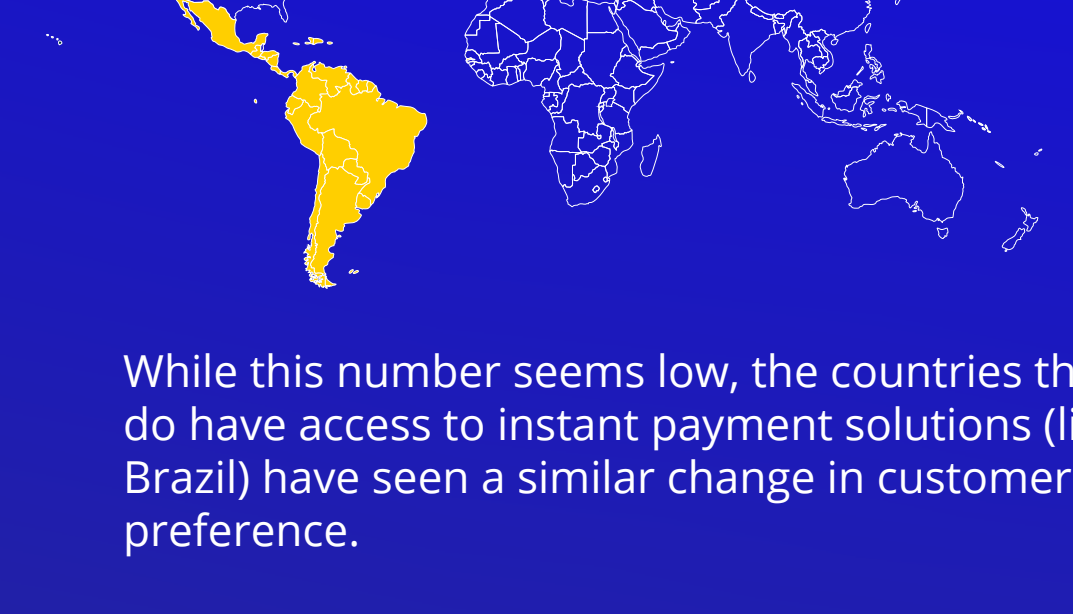 While this number seems low, the countries th
do have access to instant payment solutions (li
Brazil) have seen a similar change in customer
preference.